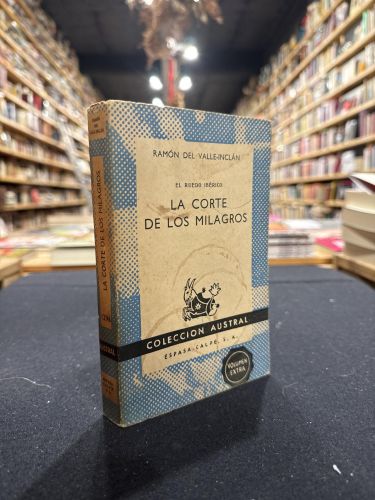 RAMÓN DEL VALLE-INCLÁN
EL RUEDO IBÉRICO
LA CORTE
DE LOS MILAGROS
COLECCION AUSTRAL
ESPASA-CALPE, S. A.
VOLUMEN
EXTRA
LA CORTE DE LOS MILAGROS
AUSTRAL